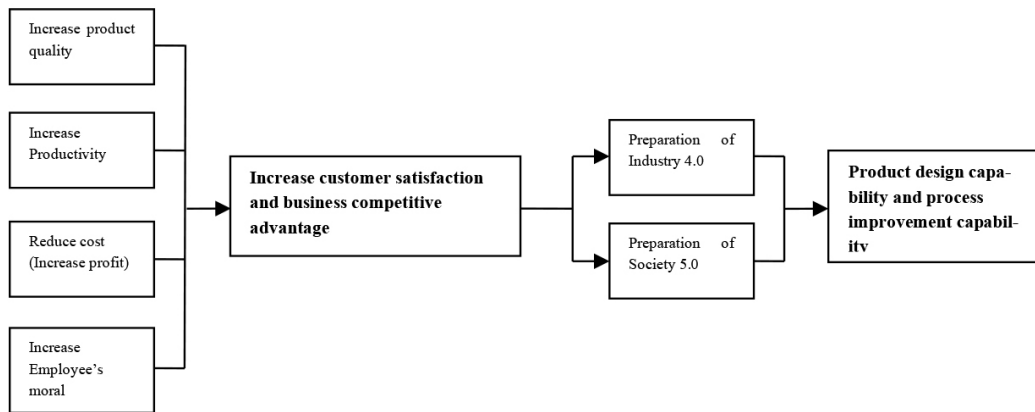 Increase product
quality
Increase
Productivity
Reduce cost
(Increase profit)
Increase
Employee’s
moral
Increase customer satisfaction
and business competitive
advantage
Preparation of
Industry 4.0
Preparation of
Society 5.0
Product design capa-
bility and process
improvement capabil-
ity